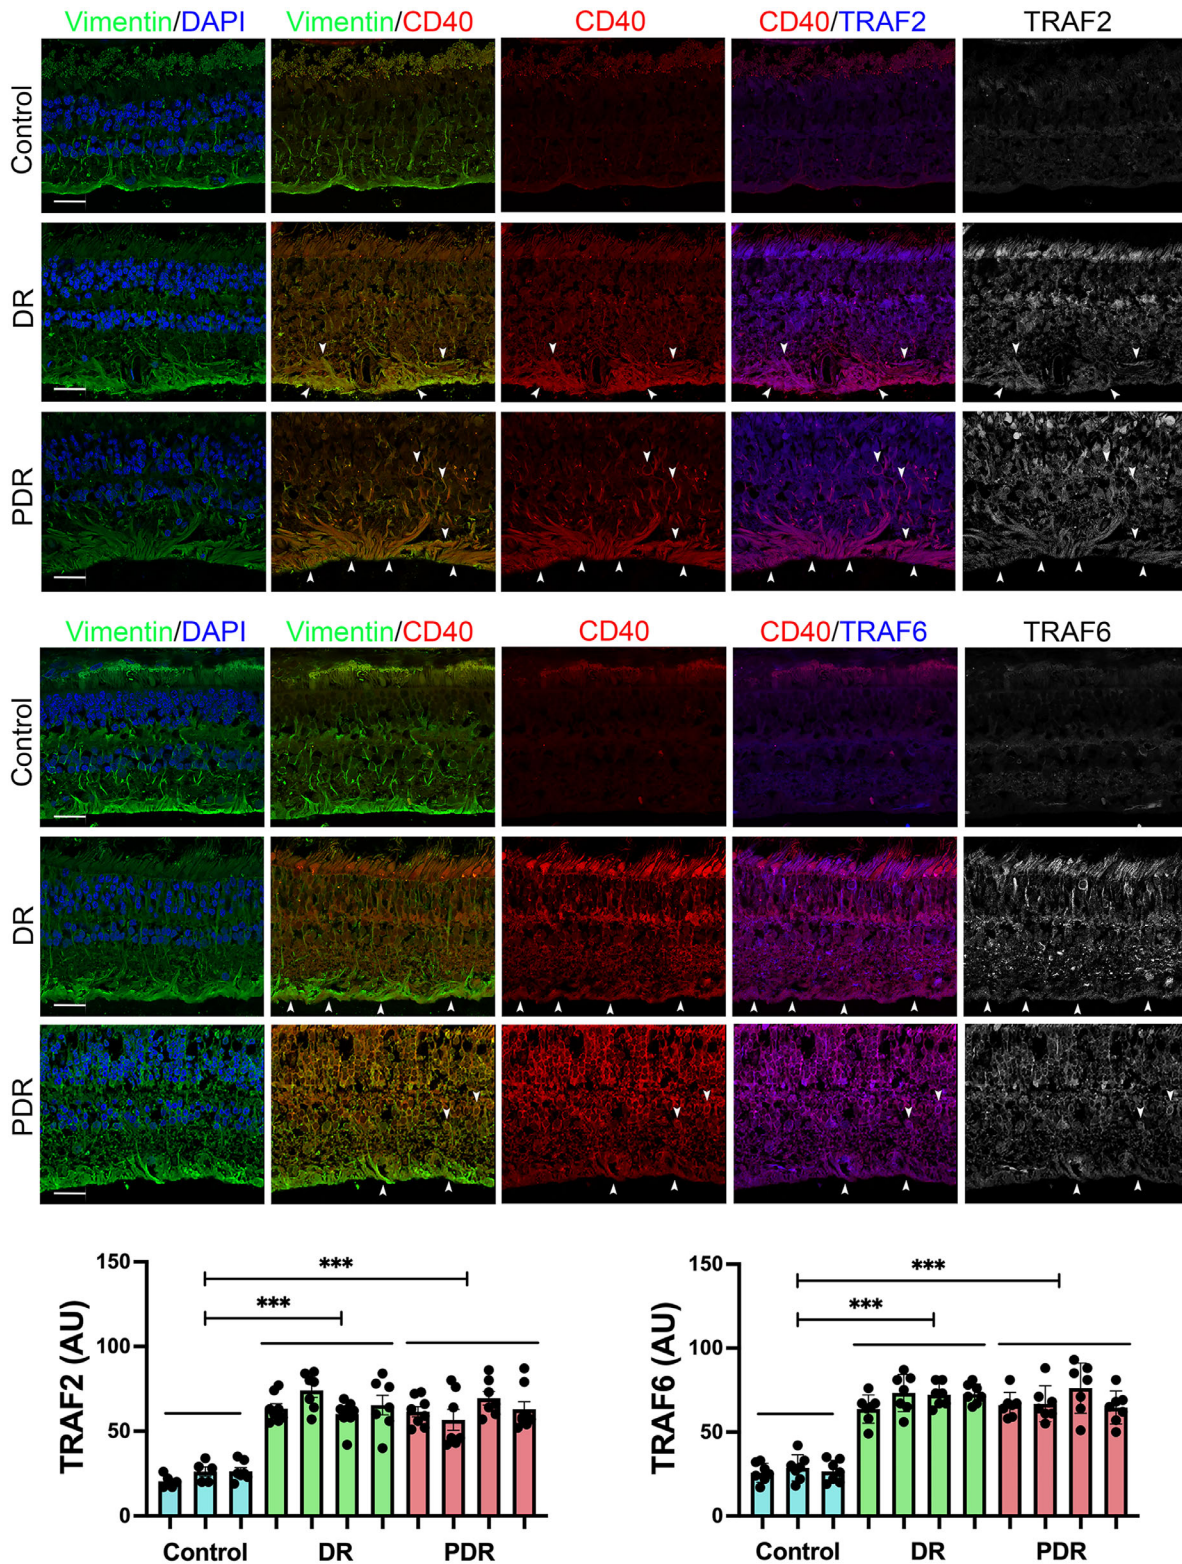 Vimentin/DAPI Vimentin/CD40 CD40 CD40/TRAF2 TRAF2
Control
DR
PDR
Vimentin/DAPI Vimentin/CD40 CD40 CD40/TRAF6 TRAF6
Control
DR
PDR
TRAF2 (AU)
150
100
50
0
***
***
Control DR PDR
TRAF6 (AU)
150
100
50
0
***
***
Control DR PDR